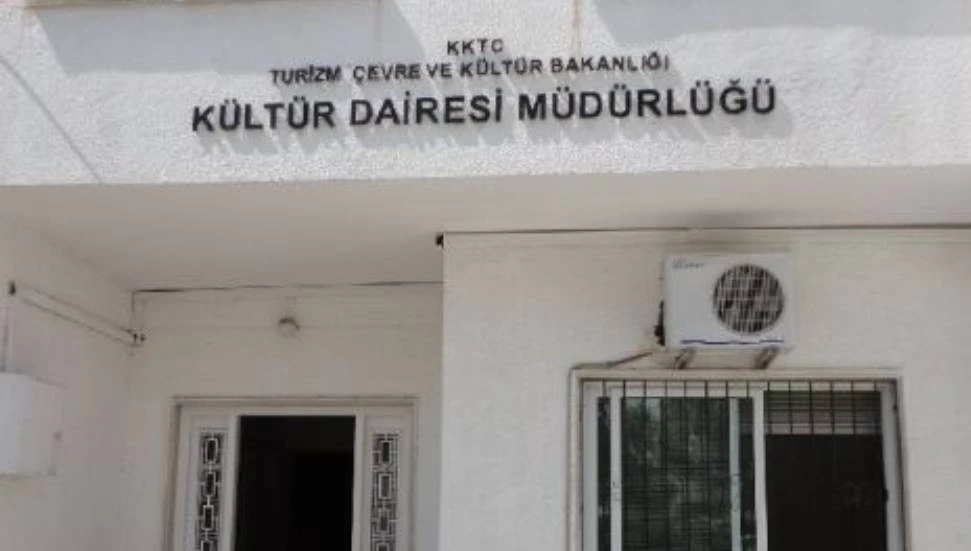 KKTC
TURİZM ÇEVRE VE KÜLTÜR BAKANLIĞI
KÜLTÜR DAİRESİ MÜDÜRLÜĞÜ